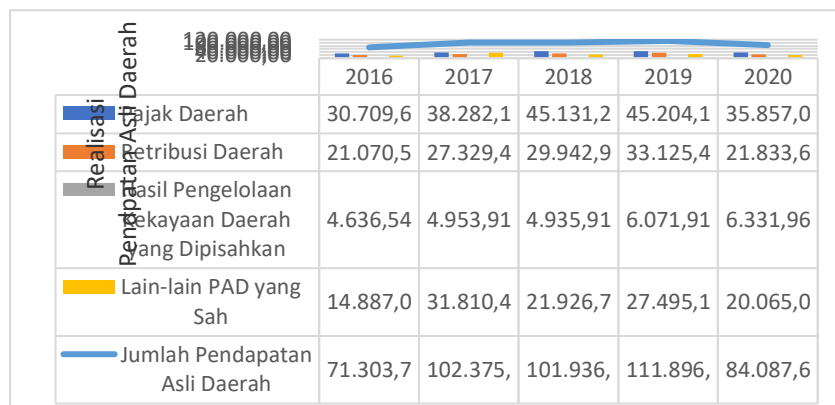 Realisasi
Pendpatan Asli Daerah
2016 2017 2018 2019 2020
Pajak Daerah 30.709,6 38.282,1 45.131,2 45.204,1 35.857,0
Retribusi Daerah 21.070,5 27.329,4 29.942,9 33.125,4 21.833,6
Hasil Pengelolaan
Kekayaan Daerah 4.636,54 4.953,91 4.935,91 6.071,91 6.331,96
yang Dipisahkan
Lain-lain PAD yang
Sah 14.887,0 31.810,4 21.926,7 27.495,1 20.065,0
Jumlah Pendapatan
Asli Daerah 71.303,7 102.375, 101.936, 111.896, 84.087,6